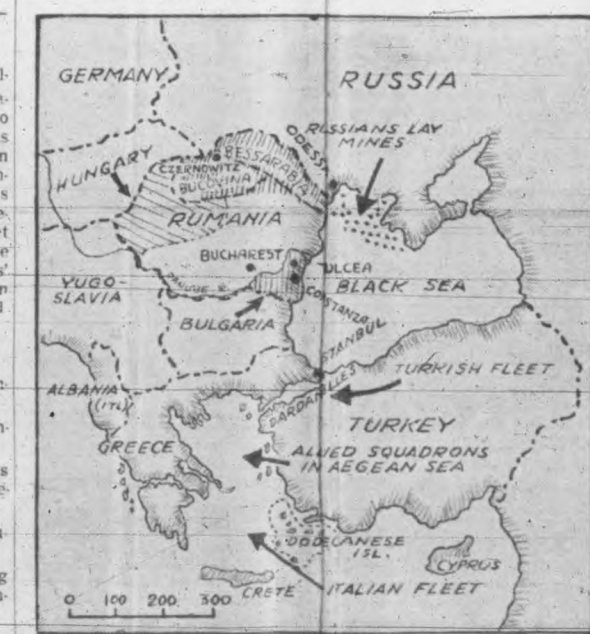 GERMANY
RUSSIA
RUSSIANS LAY
MINES
ODESSA
BESSARABIA
CZERNOWITZ
BUCOVINA
HUNGARY
RUMANIA
BUCHAREST
ULCEA
BLACK SEA
YUGO-
SLAVIA
DANUBE R.
CONSTANZA
BULGARIA
ISTANBUL
TURKISH FLEET
ALBANIA
(IT.)
DARDANELLES
TURKEY
GREECE
ALLIED SQUADRONS
IN AEGEAN SEA
DODECANESE
ISL.
CYPRUS
CRETE
ITALIAN FLEET
0 100 200 300